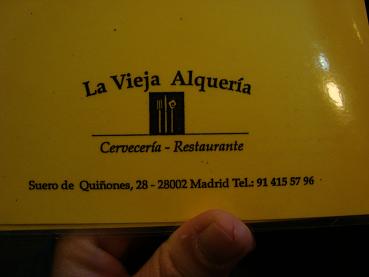 La Vieja Alquería
Cervecería - Restaurante
Suero de Quiñones, 28 - 28002 Madrid TeL: 91 415 57 96